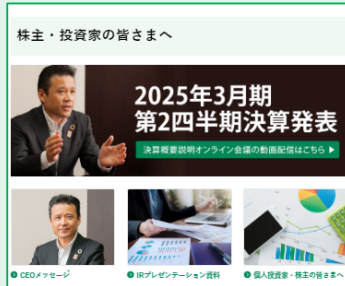 株主・投資家の皆さまへ
2025年3月期
第2四半期決算発表
決算概要説明オンライン会議の動画配信はこちら ▶
CEOメッセージ
IRプレゼンテーション資料
個人投資家・株主の皆さまへ